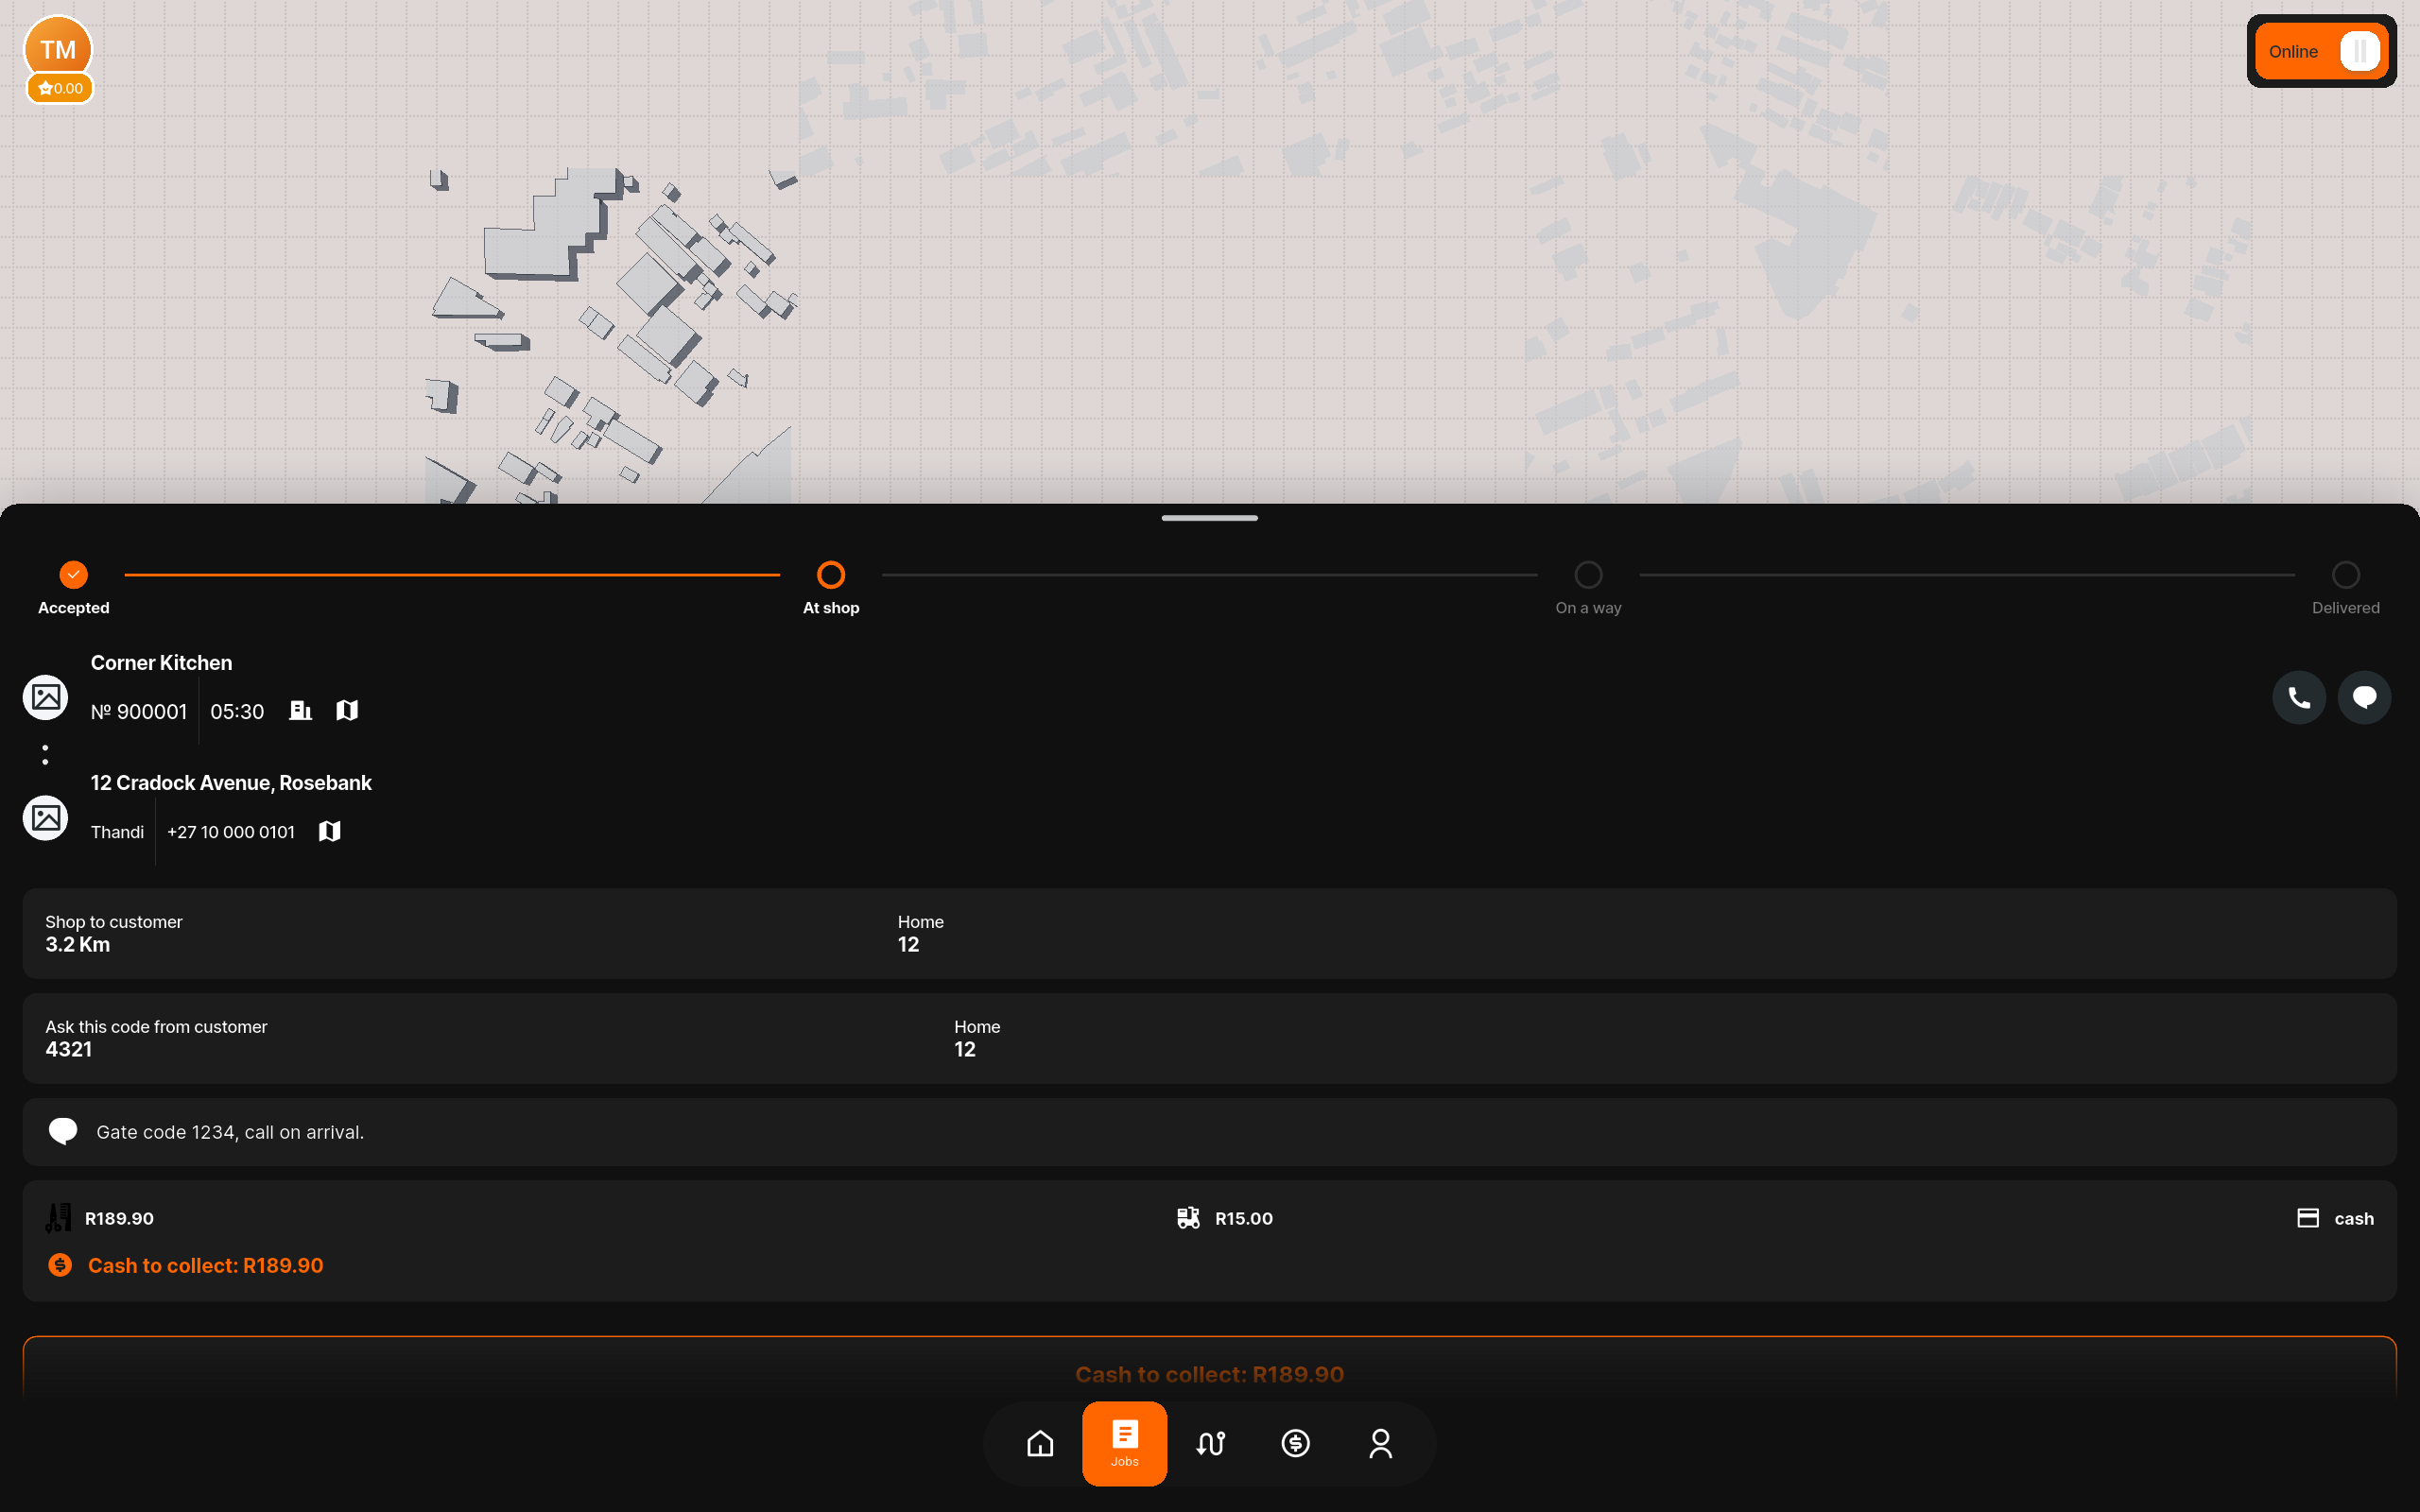 TM
0.00
Online
Accepted
At shop
On a way
Delivered
Corner Kitchen
№ 900001
05:30
12 Cradock Avenue, Rosebank
Thandi
+27 10 000 0101
Shop to customer
3.2 Km
Home
12
Ask this code from customer
4321
Home
12
Gate code 1234, call on arrival.
R189.90
R15.00
cash
Cash to collect: R189.90
Cash to collect: R189.90
Jobs